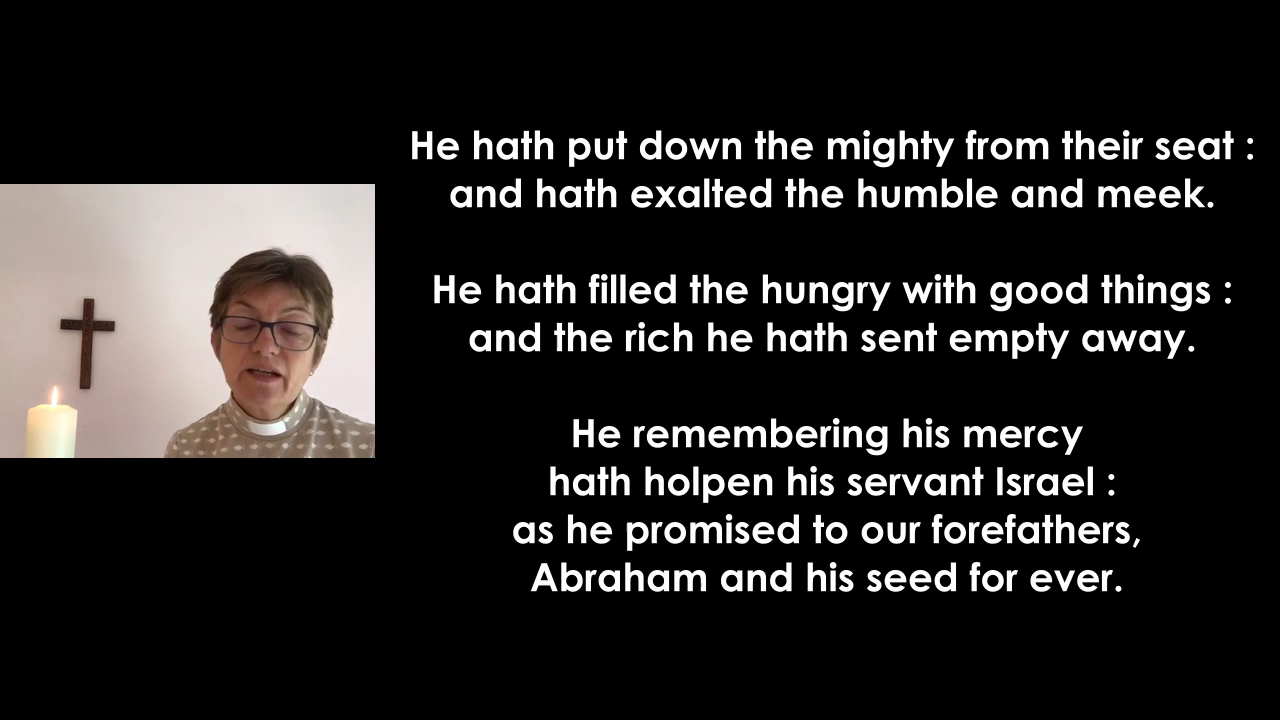 He hath put down the mighty from their seat :
and hath exalted the humble and meek.
He hath filled the hungry with good things :
and the rich he hath sent empty away.
He remembering his mercy
hath holpen his servant Israel :
as he promised to our forefathers,
Abraham and his seed for ever.